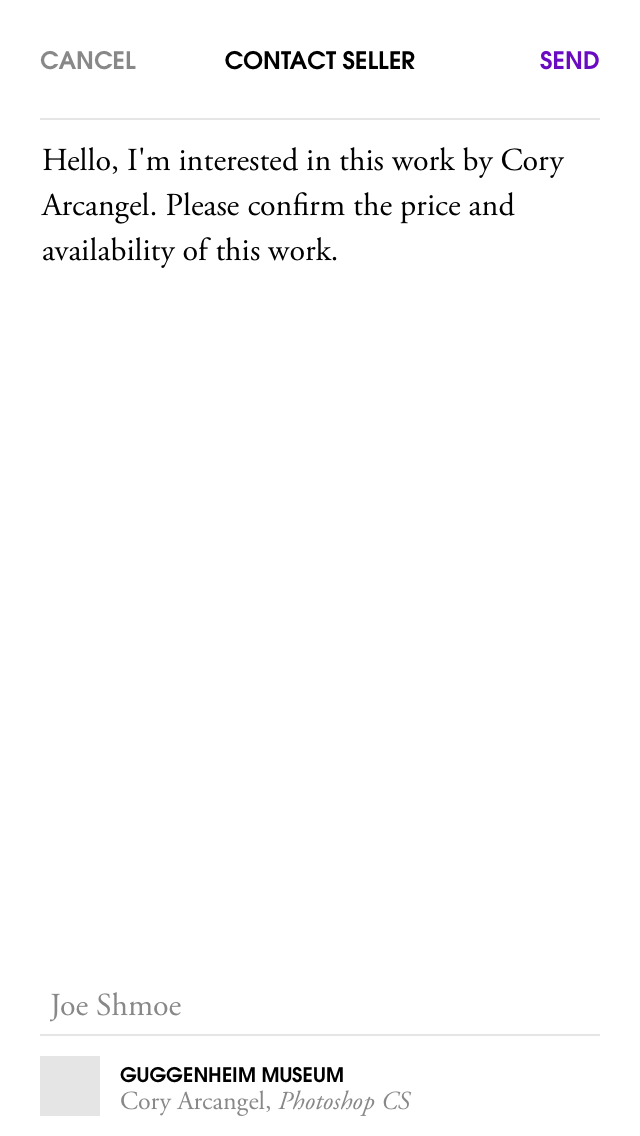 CANCEL CONTACT SELLER SEND
Hello, I'm interested in this work by Cory
Arcangel. Please confirm the price and
availability of this work.
Joe Shmoe
GUGGENHEIM MUSEUM
Cory Arcangel, Photoshop CS